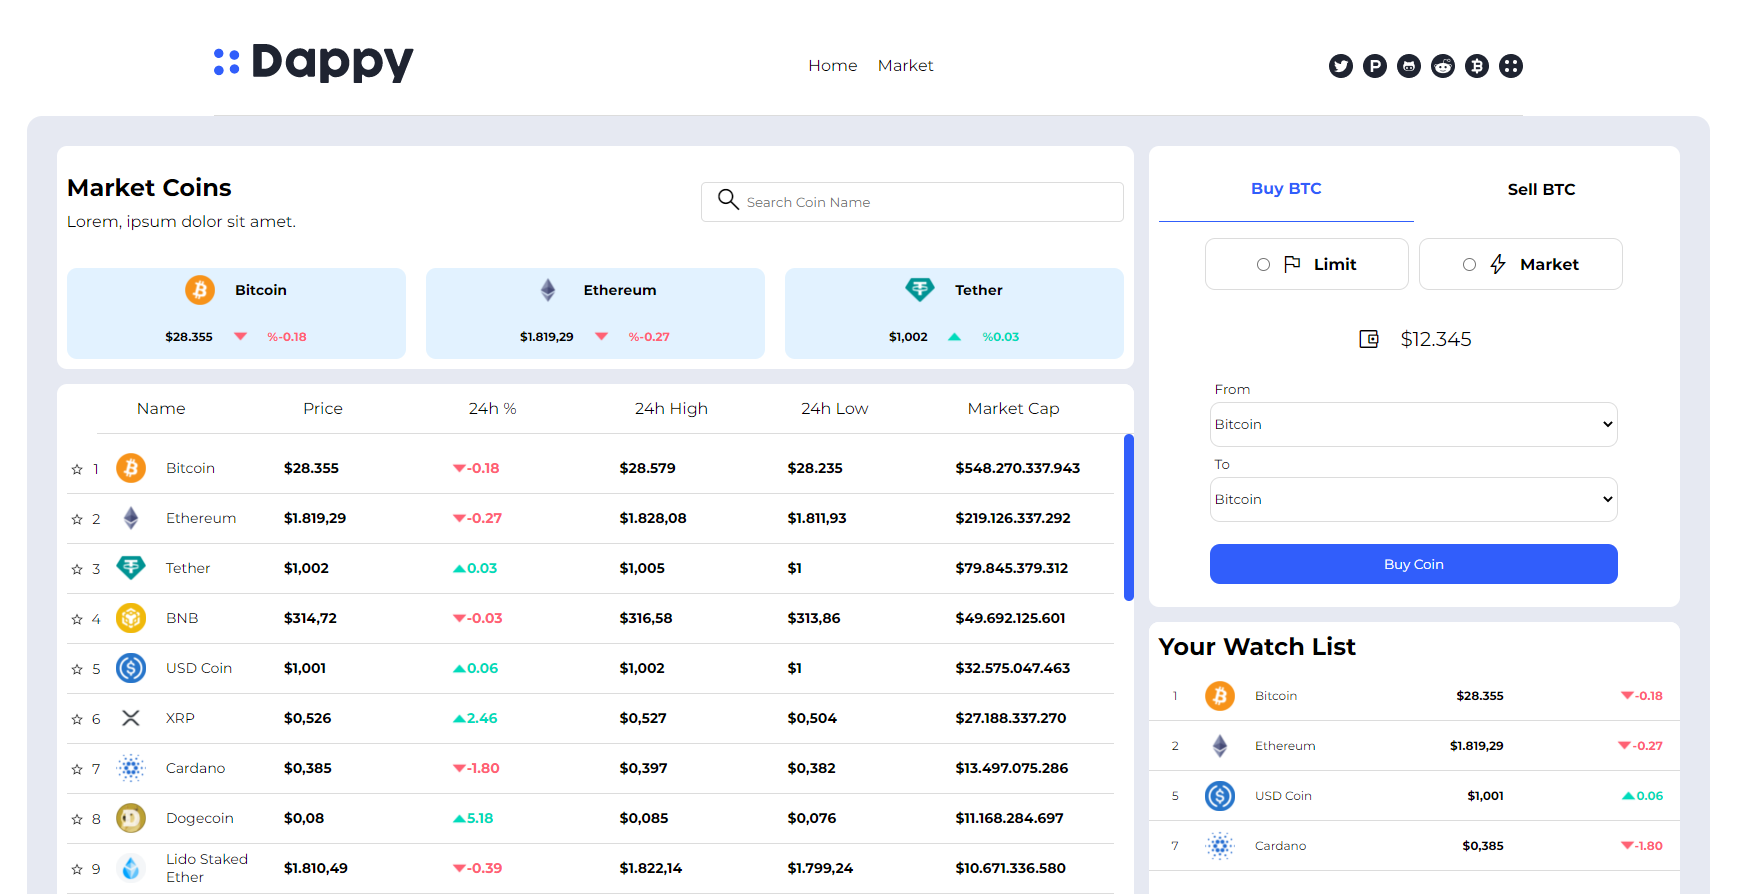 Dappy
Home Market
Market Coins
Lorem, ipsum dolor sit amet.
Search Coin Name
Bitcoin
$28.355 %-0.18
Ethereum
$1.819,29 %-0.27
Tether
$1,002 %0.03
Name Price 24h % 24h High 24h Low Market Cap
1 Bitcoin $28.355 -0.18 $28.579 $28.235 $548.270.337.943
2 Ethereum $1.819,29 -0.27 $1.828,08 $1.811,93 $219.126.337.292
3 Tether $1,002 0.03 $1,005 $1 $79.845.379.312
4 BNB $314,72 -0.03 $316,58 $313,86 $49.692.125.601
5 USD Coin $1,001 0.06 $1,002 $1 $32.575.047.463
6 XRP $0,526 2.46 $0,527 $0,504 $27.188.337.270
7 Cardano $0,385 -1.80 $0,397 $0,382 $13.497.075.286
8 Dogecoin $0,08 5.18 $0,085 $0,076 $11.168.284.697
9 Lido Staked
Ether $1.810,49 -0.39 $1.822,14 $1.799,24 $10.671.336.580
Buy BTC Sell BTC
Limit Market
$12.345
From
Bitcoin
To
Bitcoin
Buy Coin
Your Watch List
1 Bitcoin $28.355 -0.18
2 Ethereum $1.819,29 -0.27
5 USD Coin $1,001 0.06
7 Cardano $0,385 -1.80